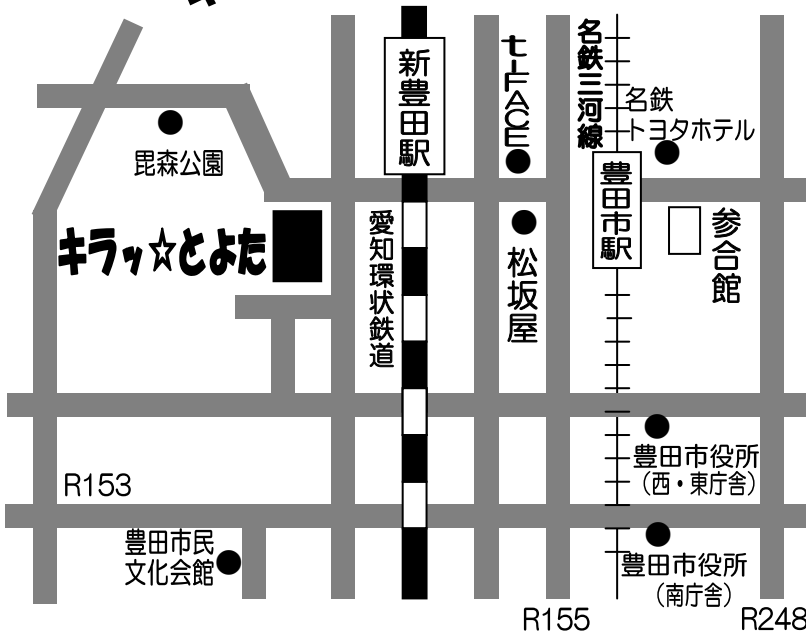 新豊田駅
t-FACE
名鉄三河線
名鉄
トヨタホテル
毘森公園
豊田市駅
キラッ☆とよた
愛知環状鉄道
松坂屋
参合館
豊田市役所
(西・東庁舎)
R153
豊田市民
文化会館
豊田市役所
(南庁舎)
R155
R248